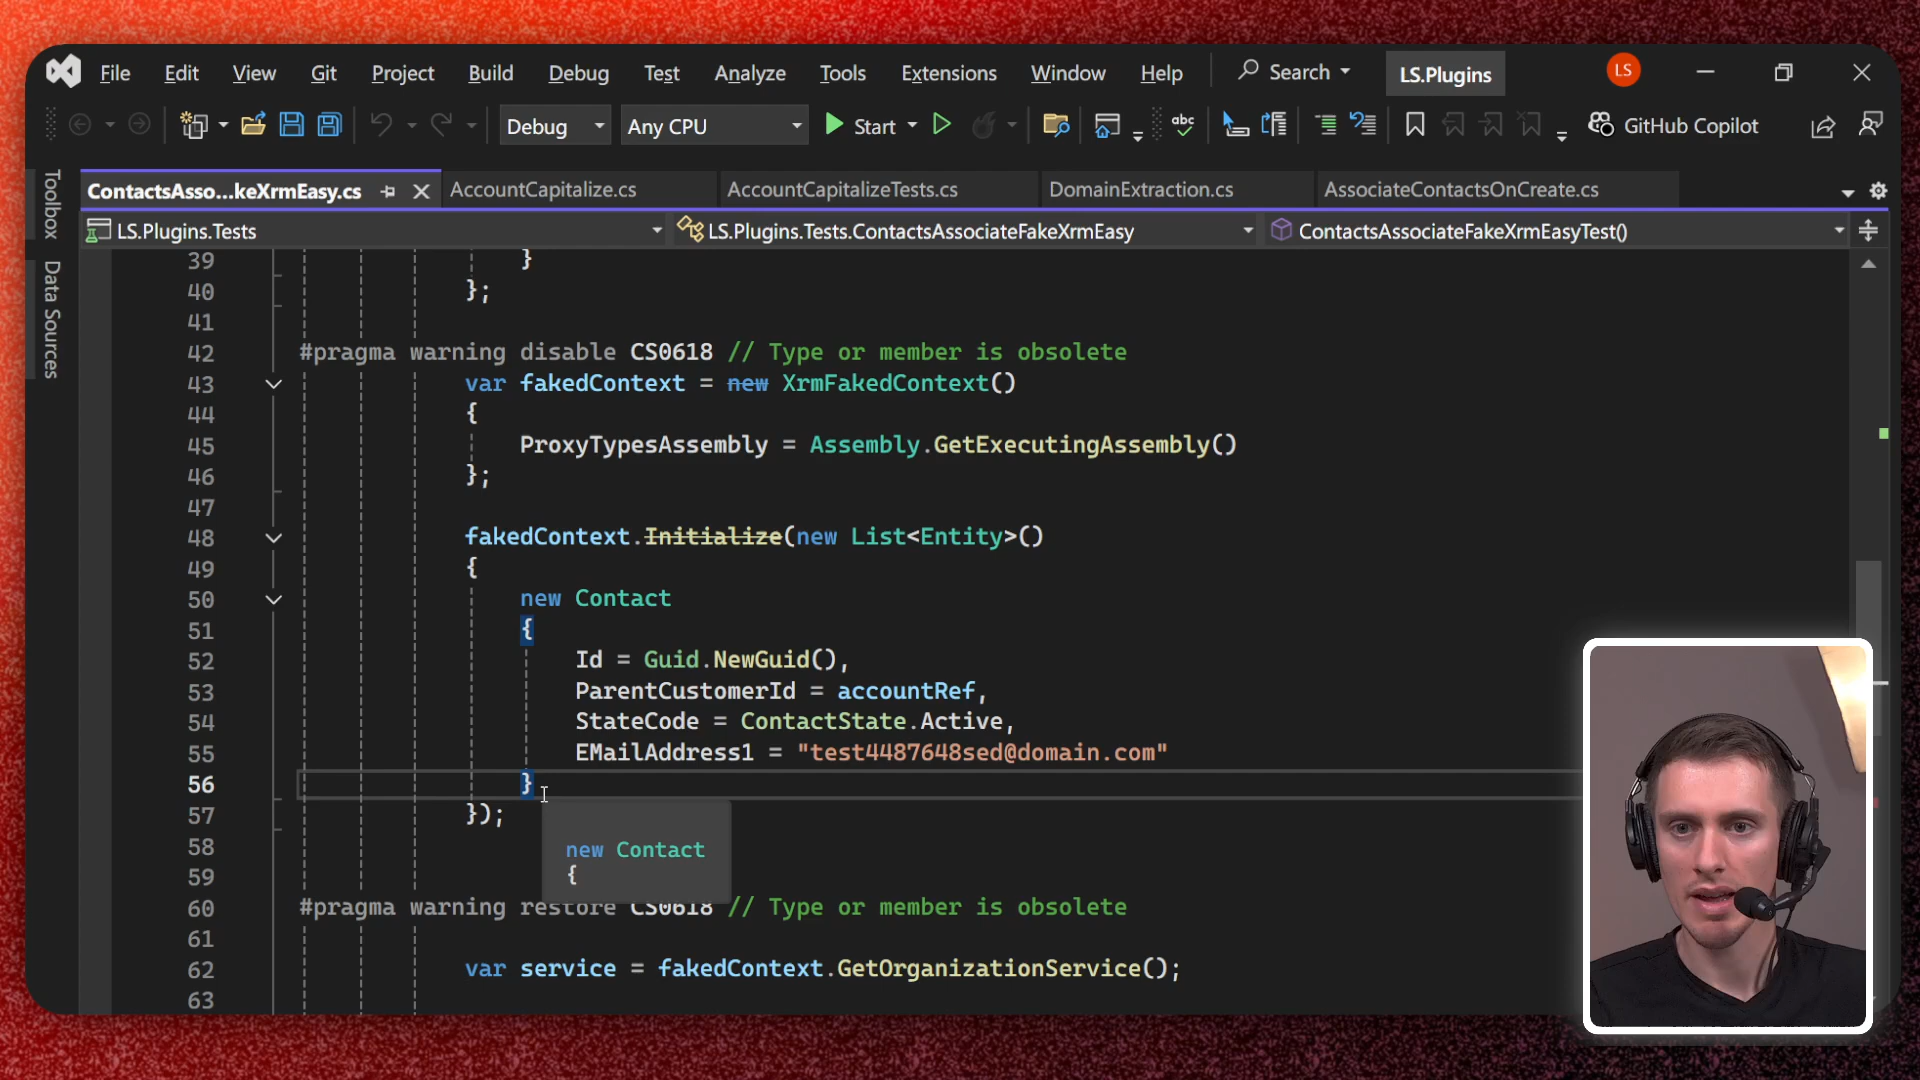 File Edit View Git Project Build Debug Test Analyze Tools Extensions Window Help Search LS.Plugins LS
Debug Any CPU Start GitHub Copilot
Toolbox
Data Sources
ContactsAsso...keXrmEasy.cs AccountCapitalize.cs AccountCapitalizeTests.cs DomainExtraction.cs AssociateContactsOnCreate.cs
LS.Plugins.Tests LS.Plugins.Tests.ContactsAssociateFakeXrmEasy ContactsAssociateFakeXrmEasyTest()
39 }
40 };
41
42 #pragma warning disable CS0618 // Type or member is obsolete
43 var fakedContext = new XrmFakedContext()
44 {
45 ProxyTypesAssembly = Assembly.GetExecutingAssembly()
46 };
47
48 fakedContext.Initialize(new List<Entity>()
49 {
50 new Contact
51 {
52 Id = Guid.NewGuid(),
53 ParentCustomerId = accountRef,
54 StateCode = ContactState.Active,
55 EMailAddress1 = "test4487648sed@domain.com"
56 }
57 });
58
new Contact
{
59
60 #pragma warning restore CS0618 // Type or member is obsolete
61
62 var service = fakedContext.GetOrganizationService();
63